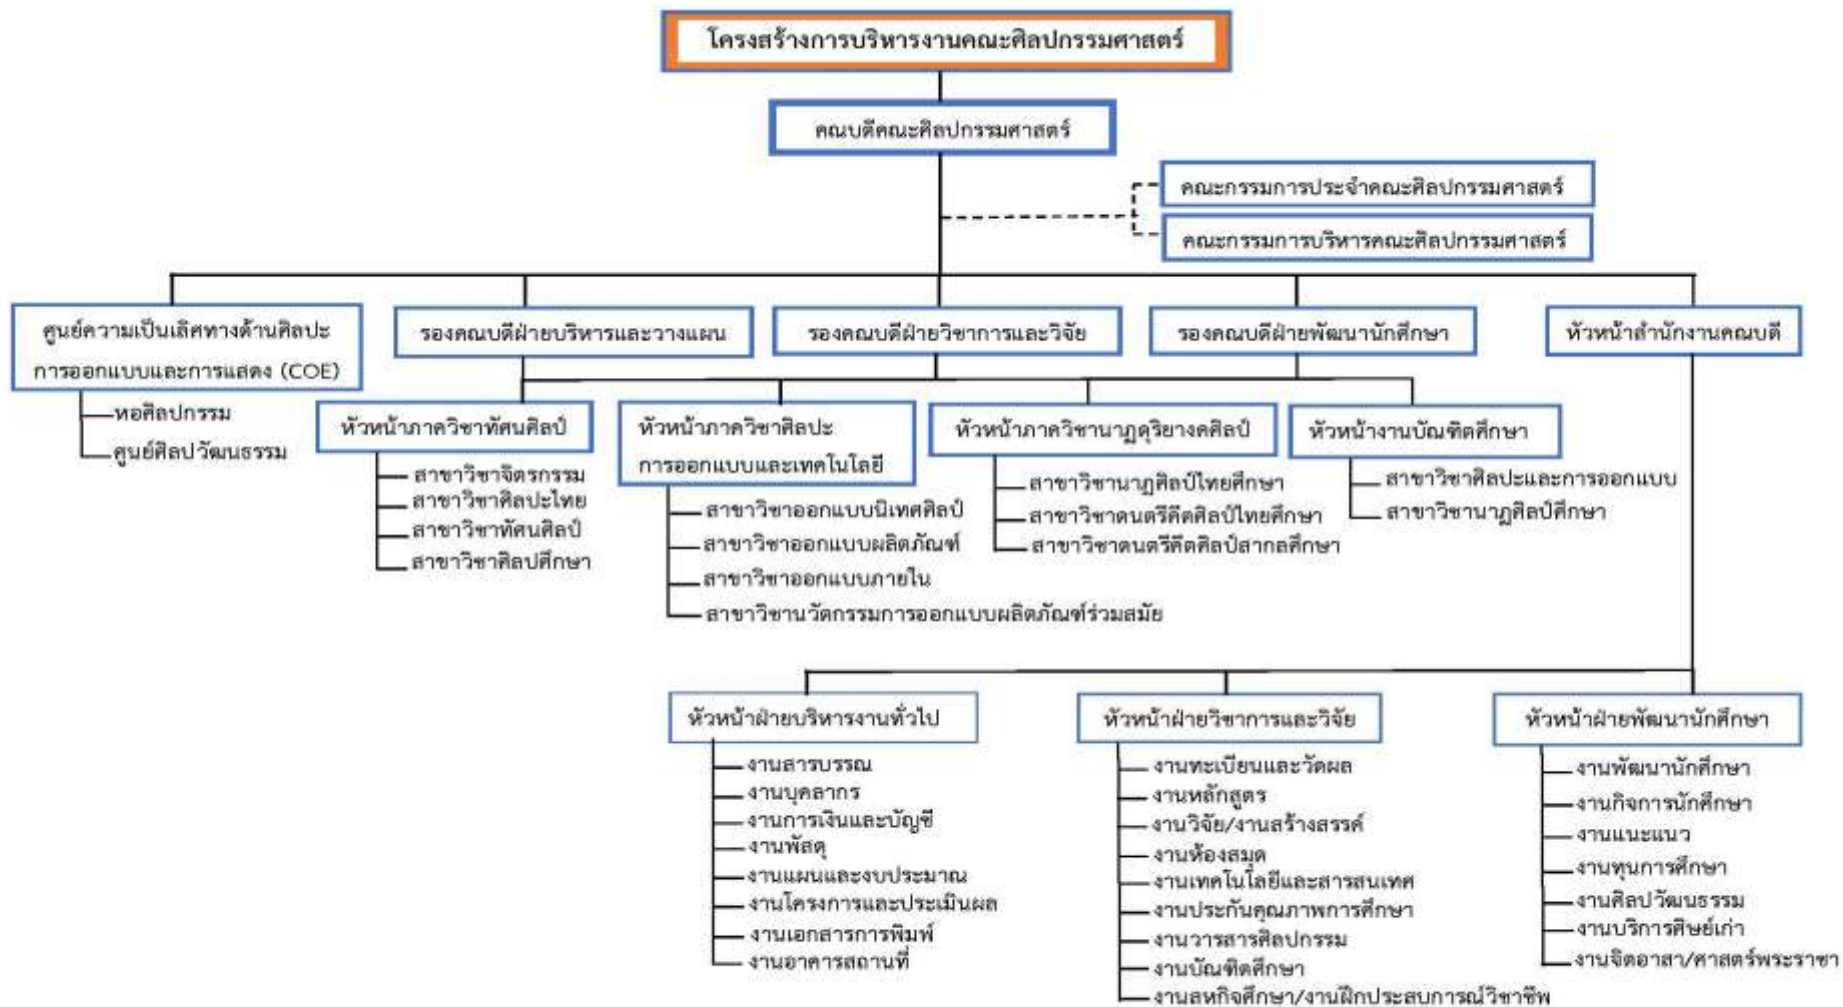 โครงสร้างการบริหารงานคณะศิลปกรรมศาสตร์
คณบดีคณะศิลปกรรมศาสตร์
คณะกรรมการประจำคณะศิลปกรรมศาสตร์
คณะกรรมการบริหารคณะศิลปกรรมศาสตร์
ศูนย์ความเป็นเลิศทางด้านศิลปะ
การออกแบบและการแสดง (COE)
หอศิลปกรรม
ศูนย์ศิลปวัฒนธรรม
รองคณบดีฝ่ายบริหารและวางแผน
รองคณบดีฝ่ายวิชาการและวิจัย
รองคณบดีฝ่ายพัฒนานักศึกษา
หัวหน้าสำนักงานคณบดี
หัวหน้าภาควิชาทัศนศิลป์
สาขาวิชาจิตรกรรม
สาขาวิชาศิลปะไทย
สาขาวิชาทัศนศิลป์
สาขาวิชาศิลปศึกษา
หัวหน้าภาควิชาศิลปะ
การออกแบบและเทคโนโลยี
สาขาวิชาออกแบบนิเทศศิลป์
สาขาวิชาออกแบบผลิตภัณฑ์
สาขาวิชาออกแบบภายใน
สาขาวิชานวัตกรรมการออกแบบผลิตภัณฑ์ร่วมสมัย
หัวหน้าภาควิชานาฏดุริยางคศิลป์
สาขาวิชานาฏศิลป์ไทยศึกษา
สาขาวิชาดนตรีคีตศิลป์ไทยศึกษา
สาขาวิชาดนตรีคีตศิลป์สากลศึกษา
หัวหน้างานบัณฑิตศึกษา
สาขาวิชาศิลปะและการออกแบบ
สาขาวิชานาฏศิลป์ศึกษา
หัวหน้าฝ่ายบริหารงานทั่วไป
งานสารบรรณ
งานบุคลากร
งานการเงินและบัญชี
งานพัสดุ
งานแผนและงบประมาณ
งานโครงการและประเมินผล
งานเอกสารการพิมพ์
งานอาคารสถานที่
หัวหน้าฝ่ายวิชาการและวิจัย
งานทะเบียนและวัดผล
งานหลักสูตร
งานวิจัย/งานสร้างสรรค์
งานห้องสมุด
งานเทคโนโลยีและสารสนเทศ
งานประกันคุณภาพการศึกษา
งานวารสารศิลปกรรม
งานบัณฑิตศึกษา
งานสหกิจศึกษา/งานฝึกประสบการณ์วิชาชีพ
หัวหน้าฝ่ายพัฒนานักศึกษา
งานพัฒนานักศึกษา
งานกิจการนักศึกษา
งานแนะแนว
งานทุนการศึกษา
งานศิลปวัฒนธรรม
งานบริการศิษย์เก่า
งานจิตอาสา/ศาสตร์พระราชา